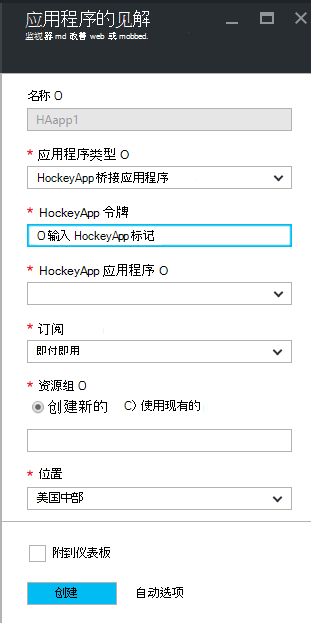 应用程序的见解
监视器 md 改善 web 或 mobbed.
名称 O
HAapp1
* 应用程序类型 O
HockeyApp 桥接应用程序
* HockeyApp 令牌
O 输入 HockeyApp 标记
* HockeyApp 应用程序 O
* 订阅
即付即用
* 资源组 O
创建新的 C) 使用现有的
* 位置
美国中部
附到仪表板
创建 自动选项